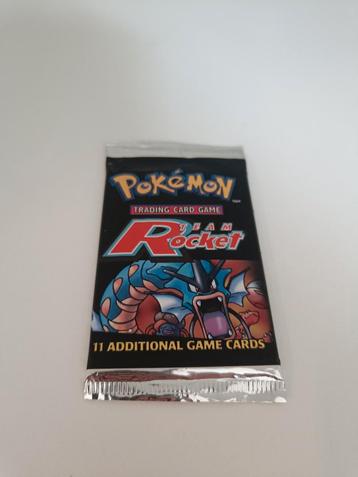 POKéMON
TRADING CARD GAME
TEAM
Rocket
11 ADDITIONAL GAME CARDS